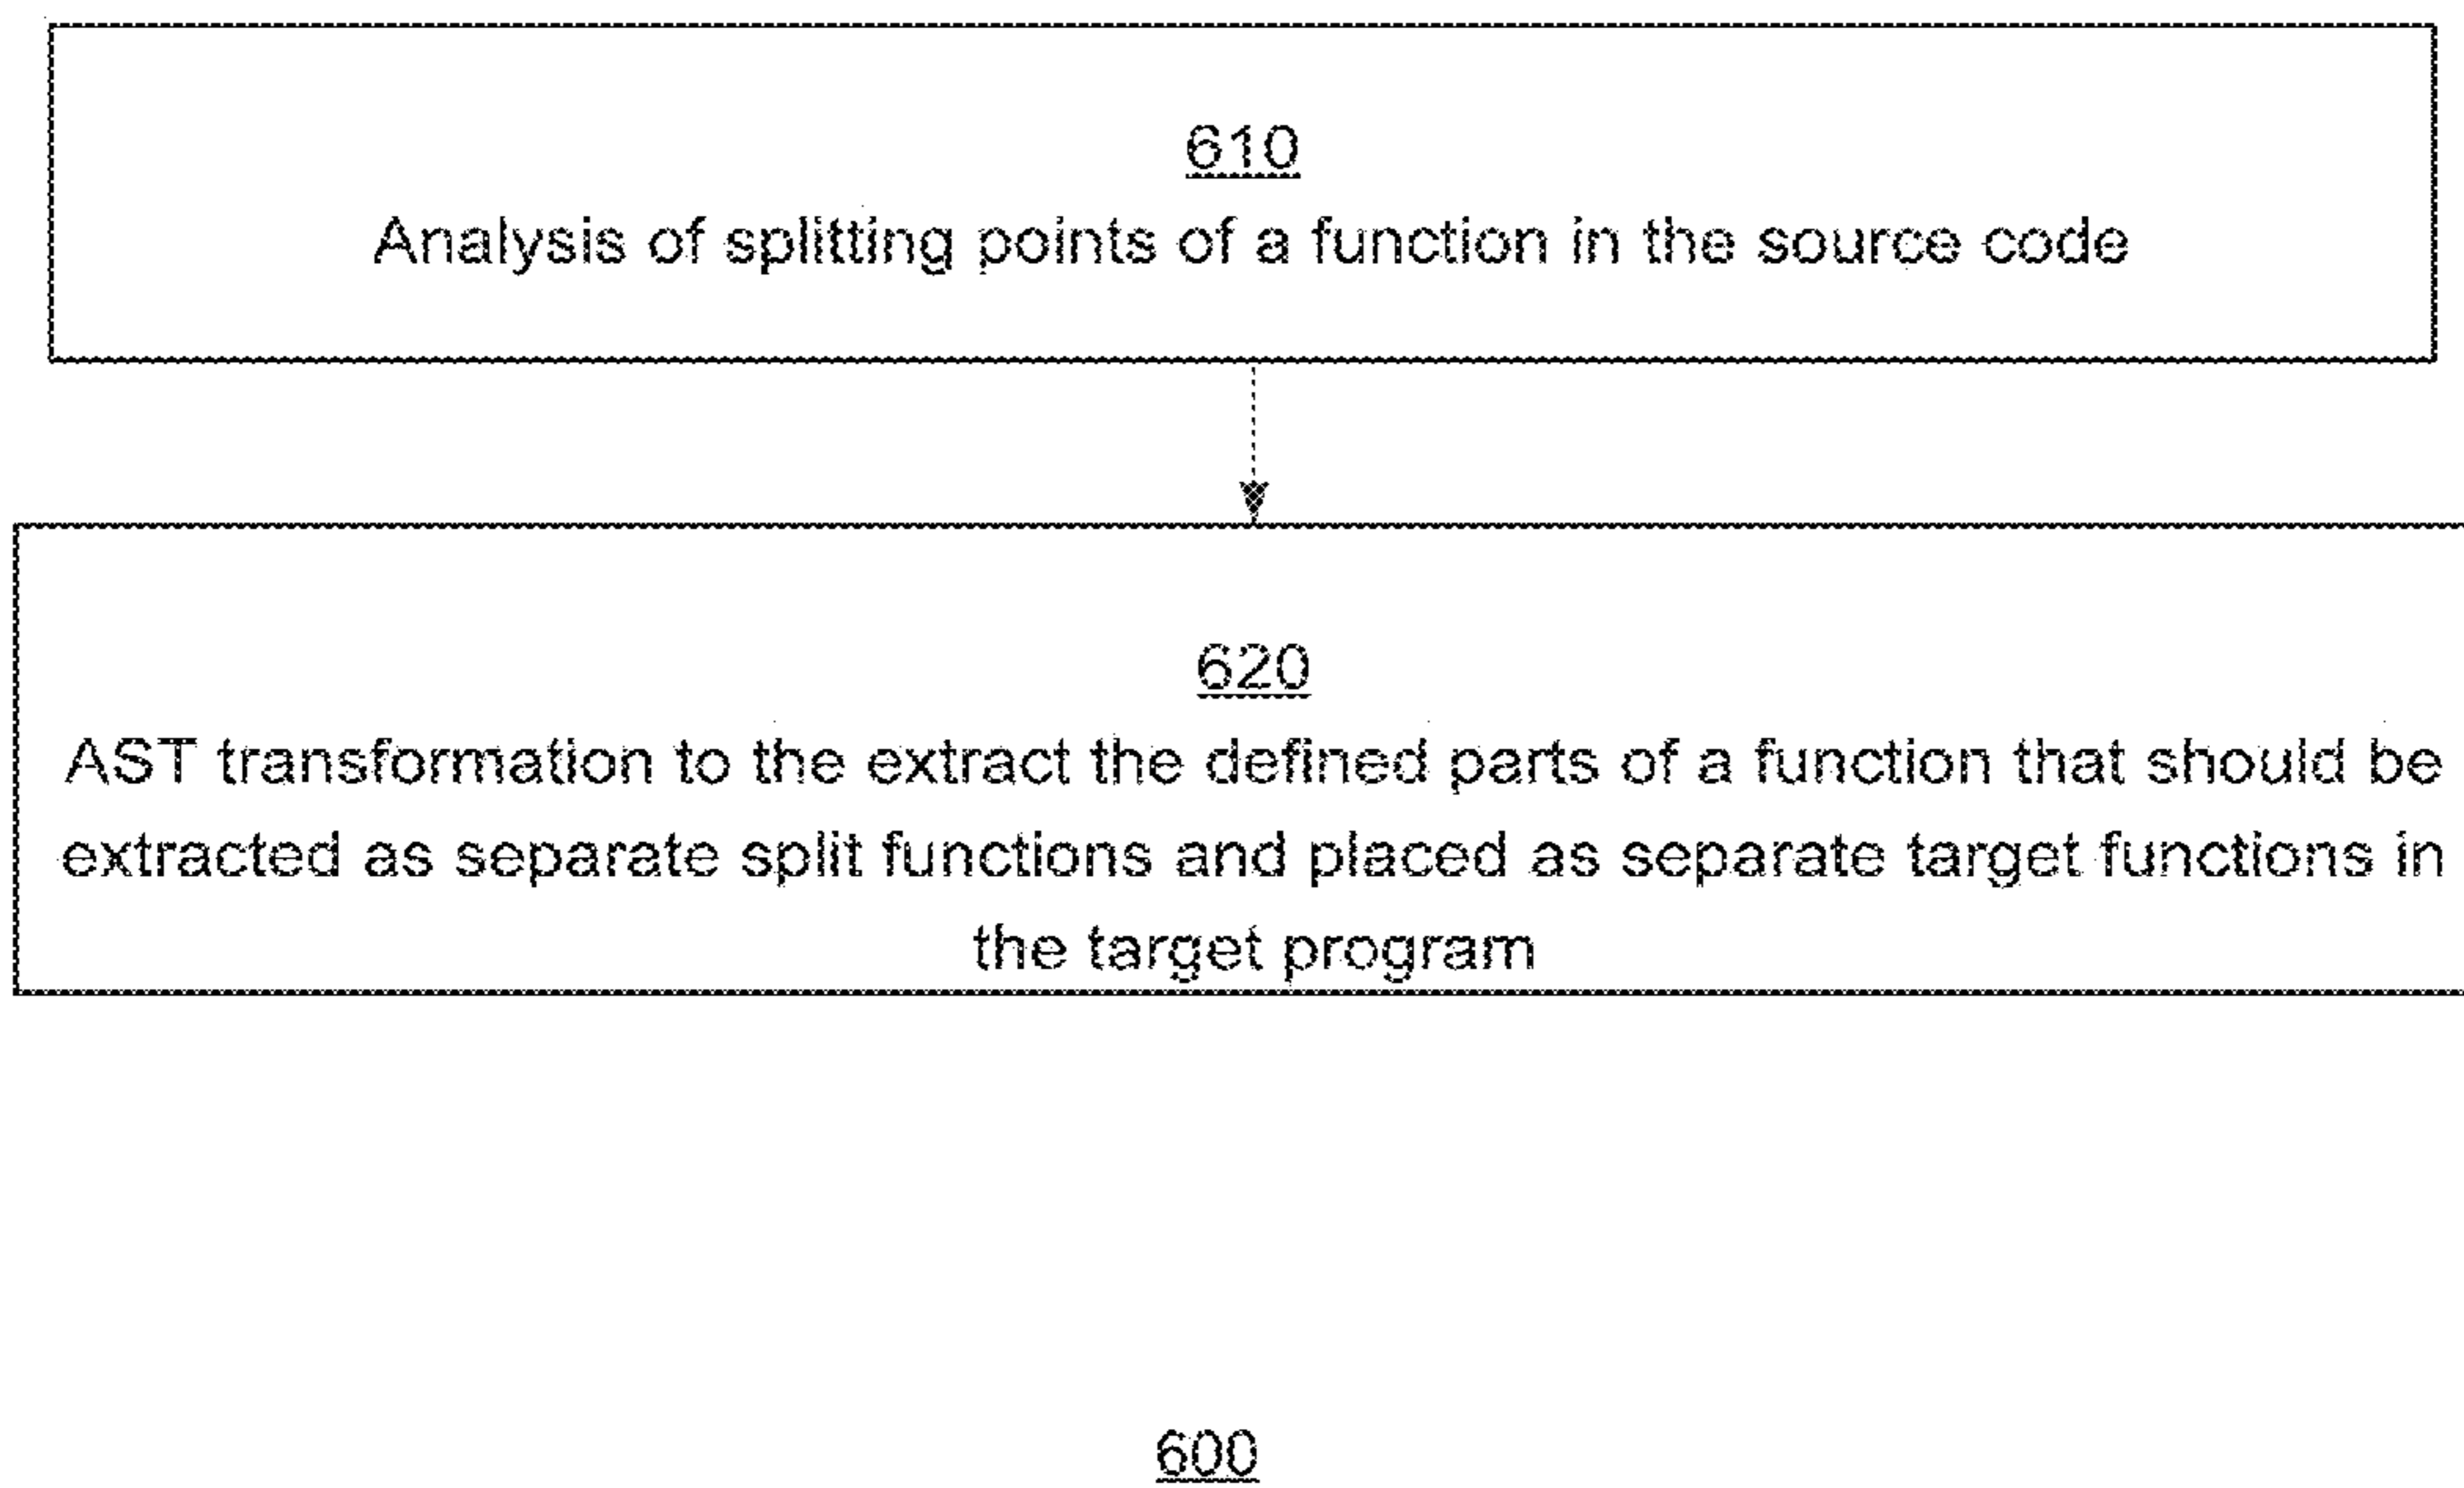 610
Analysis of splitting points of a function in the source code
620
AST transformation to the extract the defined parts of a function that should be
extracted as separate split functions and placed as separate target functions in
the target program
600